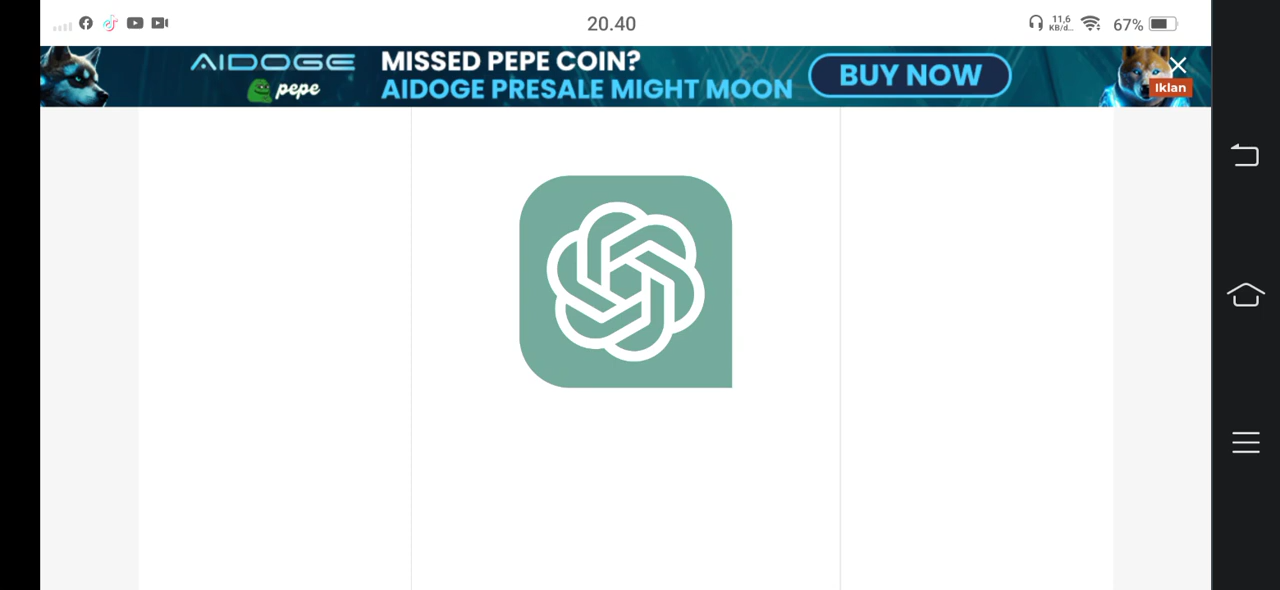 20.40
11,6
KB/d...
67%
AIDOGE
pepe
MISSED PEPE COIN?
AIDOGE PRESALE MIGHT MOON
BUY NOW
Iklan